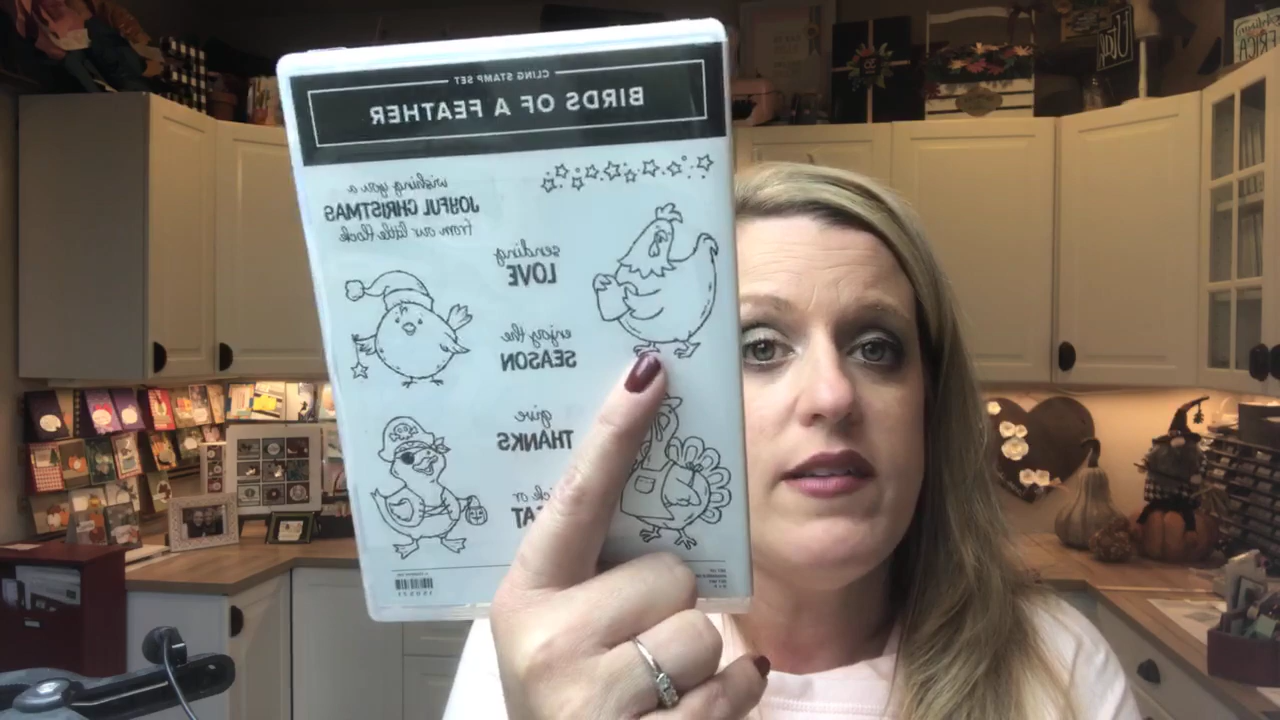 CLING STAMP SET
BIRDS OF A FEATHER
wishing you a
JOYFUL CHRISTMAS
from our little flock
sending
LOVE
enjoy the
SEASON
give
THANKS
or